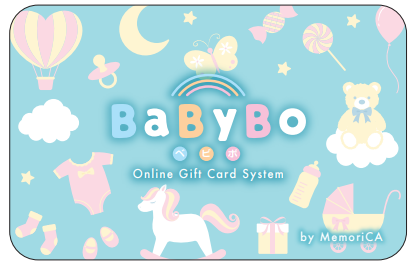 BaByBo
ベビボ
Online Gift Card System
by MemoriCA